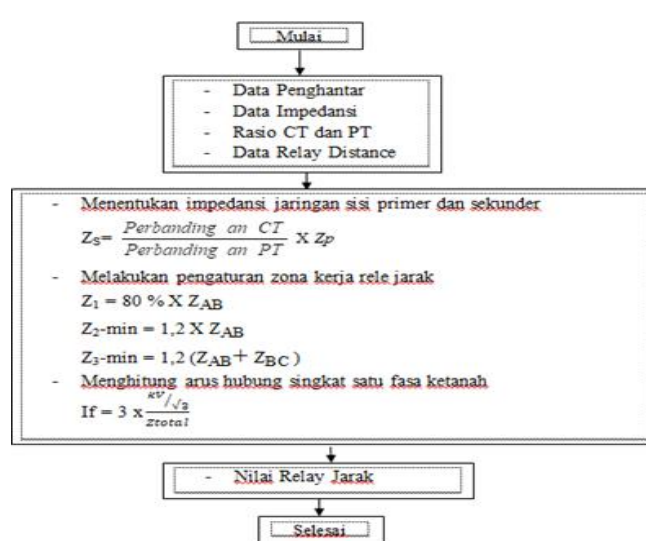 Mulai
- Data Penghantar
- Data Impedansi
- Rasio CT dan PT
- Data Relay Distance
- Menentukan impedansi jaringan sisi primer dan sekunder
ZS= Perbanding an CT / Perbanding an PT X Zp
- Melakukan pengaturan zona kerja rele jarak
Z1 = 80 % X ZAB
Z2-min = 1,2 X ZAB
Z3-min = 1,2 (ZAB+ ZBC )
- Menghitung arus hubung singkat satu fasa ketanah
If = 3 x kV/√3 / Ztotal
- Nilai Relay Jarak
Selesai